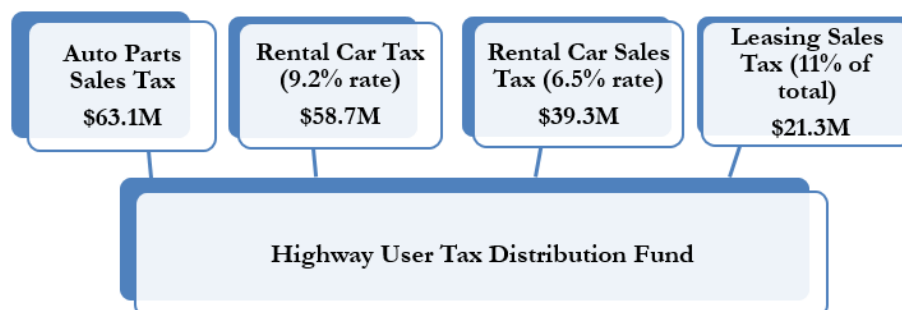 Auto Parts
Sales Tax
$63.1M
Rental Car Tax
(9.2% rate)
$58.7M
Rental Car Sales
Tax (6.5% rate)
$39.3M
Leasing Sales
Tax (11% of
total)
$21.3M
Highway User Tax Distribution Fund